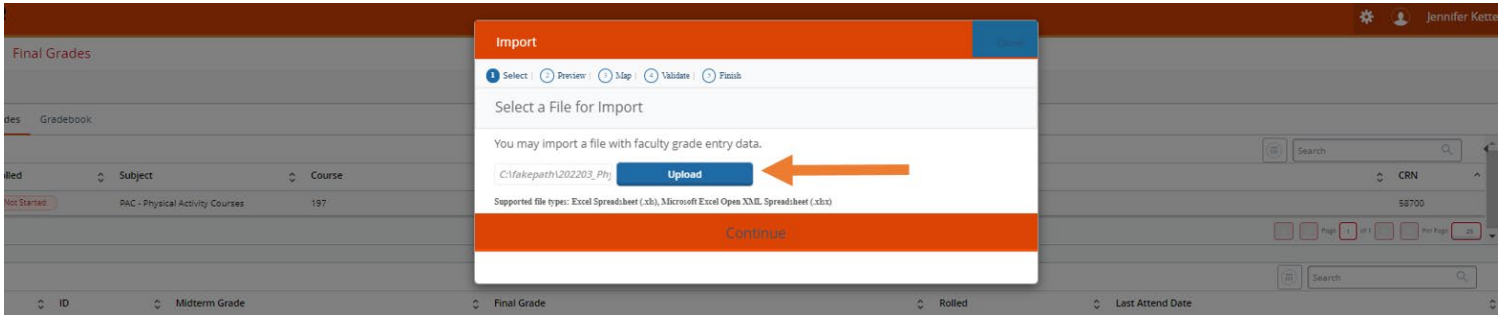 Jennifer Kette
Import
Close
Final Grades
1 Select | 2 Preview | 3 Map | 4 Validate | 5 Finish
Select a File for Import
des Gradebook
You may import a file with faculty grade entry data.
Search
C:\fakepath\202203_Phy Upload
olled Subject Course CRN
Not Started PAC - Physical Activity Courses 197 58700
Supported file types: Excel Spreadsheet (.xls), Microsoft Excel Open XML Spreadsheet (.xlsx)
Continue
Page 1 of 1 Per Page 25
Search
ID Midterm Grade Final Grade Rolled Last Attend Date